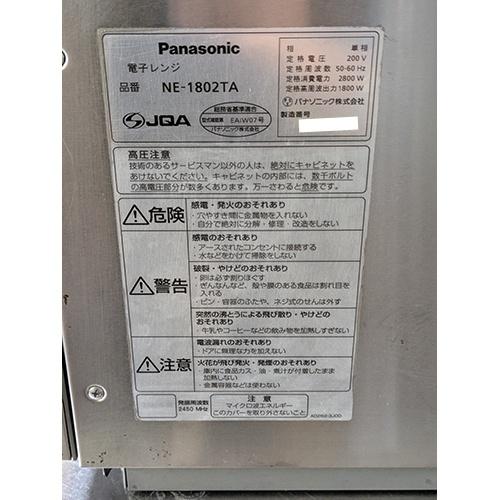 Panasonic
電子レンジ
品番 NE-1802TA
JQA
総務省基準適合
型式確認第 EAIW07号
パナソニック株式会社
相 単相
定格電圧 200 V
定格周波数 50-60 Hz
定格消費電力 2800 W
定格高周波出力 1800 W
パナソニック株式会社
製造番号
高圧注意
技術のあるサービスマン以外の人は、絶対にキャビネットを
あけないでください。キャビネットの内部には、数千ボルト
の高電圧部分が数多くあります。万一さわると危険です。
危険
感電・発火のおそれあり
・穴やすき間に金属物を入れない
・自分で絶対に分解・修理・改造をしない
警告
感電のおそれあり
・アースされたコンセントに接続する
・水などをかけて掃除をしない
破裂・やけどのおそれあり
・卵は必ず割りほぐす
・ぎんなんなど、殻や膜のある食品は割れ目を
入れる
・ビン・容器のふたや、ネジ式のせんは外す
突然の沸とうによる飛び散り・やけどの
おそれあり
・牛乳やコーヒーなどの飲み物を加熱しすぎない
注意
電波漏れのおそれあり
・ドアに無理な力を加えない
火花が飛び発火・発煙のおそれあり
・庫内に食品カス・油・煮汁が付着したまま
加熱しない
・金属容器などは使わない
発振周波数
2450 MHz
注意
マイクロ波エネルギー
このカバーを取り外さないこと